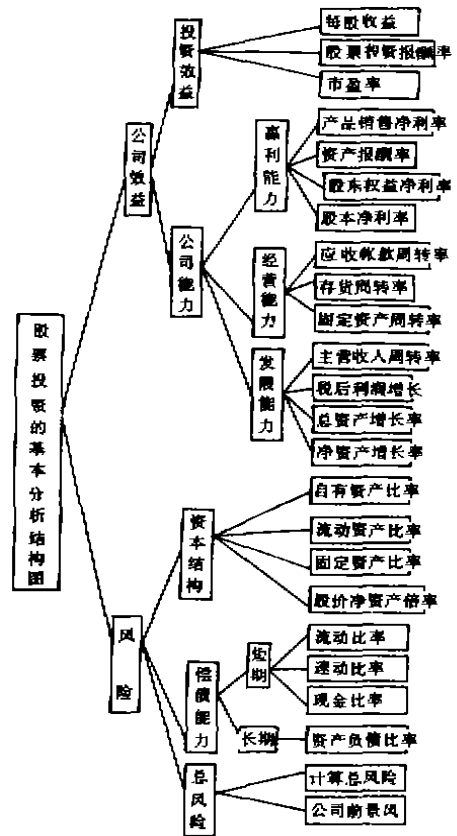 股票投资的基本分析结构图
公司效益
投资效益
每股收益
股票投资报酬率
市盈率
公司能力
赢利能力
产品销售净利率
资产报酬率
股东权益净利率
股本净利率
经营能力
应收帐款周转率
存货周转率
固定资产周转率
发展能力
主营收入周转率
税后利润增长
总资产增长率
净资产增长率
风险
资本结构
自有资产比率
流动资产比率
固定资产比率
股价净资产倍率
偿债能力
短期
流动比率
速动比率
现金比率
长期
资产负债比率
总风险
计算总风险
公司前景风